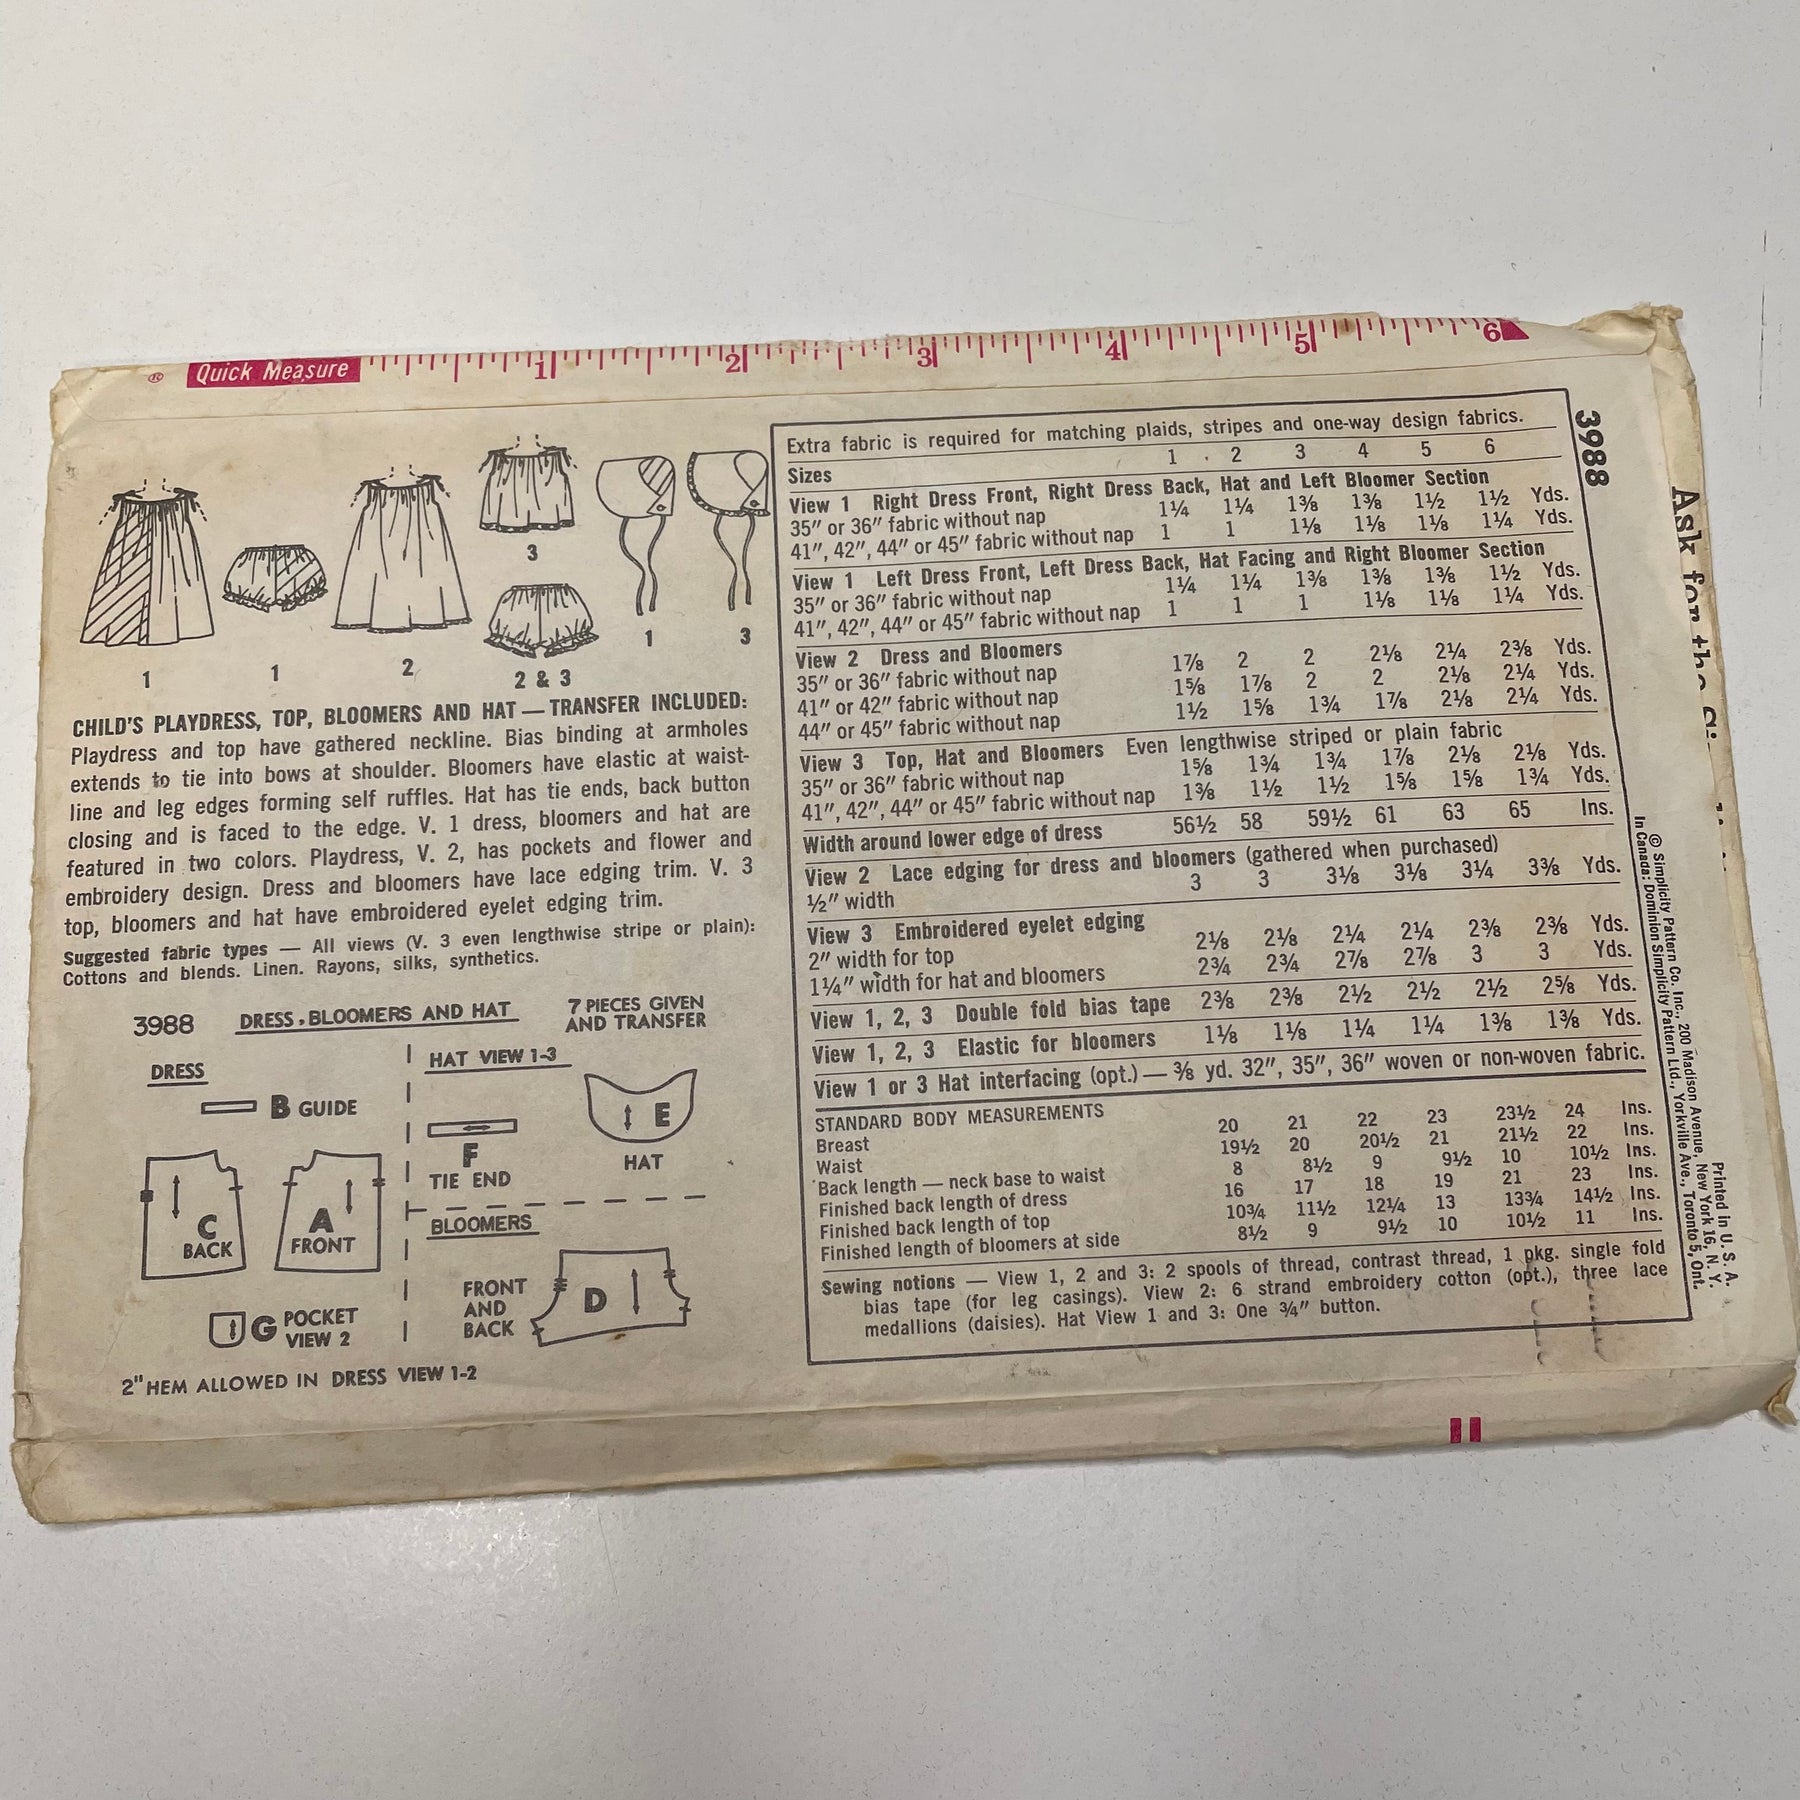 ® Quick Measure 1 2 3 4 5 6
1 1 2 3 2 & 3 1 3
CHILD'S PLAYDRESS, TOP, BLOOMERS AND HAT — TRANSFER INCLUDED:
Playdress and top have gathered neckline. Bias binding at armholes
extends to tie into bows at shoulder. Bloomers have elastic at waist-
line and leg edges forming self ruffles. Hat has tie ends, back button
closing and is faced to the edge. V. 1 dress, bloomers and hat are
featured in two colors. Playdress, V. 2, has pockets and flower and
embroidery design. Dress and bloomers have lace edging trim. V. 3
top, bloomers and hat have embroidered eyelet edging trim.
Suggested fabric types — All views (V. 3 even lengthwise stripe or plain):
Cottons and blends. Linen. Rayons, silks, synthetics.
3988 DRESS, BLOOMERS AND HAT
7 PIECES GIVEN
AND TRANSFER
DRESS
B GUIDE
C
BACK
A
FRONT
G POCKET
VIEW 2
HAT VIEW 1-3
F
TIE END
E
HAT
BLOOMERS
FRONT
AND
BACK
D
2" HEM ALLOWED IN DRESS VIEW 1-2
Extra fabric is required for matching plaids, stripes and one-way design fabrics.
Sizes 1 2 3 4 5 6
View 1 Right Dress Front, Right Dress Back, Hat and Left Bloomer Section
35" or 36" fabric without nap 1¼ 1¼ 1⅜ 1⅜ 1½ 1½ Yds.
41", 42", 44" or 45" fabric without nap 1 1 1⅛ 1⅛ 1⅛ 1¼ Yds.
View 1 Left Dress Front, Left Dress Back, Hat Facing and Right Bloomer Section
35" or 36" fabric without nap 1¼ 1¼ 1⅜ 1⅜ 1⅜ 1½ Yds.
41", 42", 44" or 45" fabric without nap 1 1 1 1⅛ 1⅛ 1¼ Yds.
View 2 Dress and Bloomers
35" or 36" fabric without nap 1⅞ 2 2 2⅛ 2¼ 2⅜ Yds.
41" or 42" fabric without nap 1⅝ 1⅞ 2 2 2⅛ 2¼ Yds.
44" or 45" fabric without nap 1½ 1⅝ 1¾ 1⅞ 2⅛ 2¼ Yds.
View 3 Top, Hat and Bloomers Even lengthwise striped or plain fabric
35" or 36" fabric without nap 1⅝ 1¾ 1¾ 1⅞ 2⅛ 2⅛ Yds.
41", 42", 44" or 45" fabric without nap 1⅜ 1½ 1½ 1⅝ 1⅝ 1¾ Yds.
Width around lower edge of dress 56½ 58 59½ 61 63 65 Ins.
View 2 Lace edging for dress and bloomers (gathered when purchased)
½" width 3 3 3⅛ 3⅛ 3¼ 3⅜ Yds.
View 3 Embroidered eyelet edging
2" width for top 2⅛ 2⅛ 2¼ 2¼ 2⅜ 2⅜ Yds.
1¼" width for hat and bloomers 2¾ 2¾ 2⅞ 2⅞ 3 3 Yds.
View 1, 2, 3 Double fold bias tape 2⅜ 2⅜ 2½ 2½ 2½ 2⅝ Yds.
View 1, 2, 3 Elastic for bloomers 1⅛ 1⅛ 1¼ 1¼ 1⅜ 1⅜ Yds.
View 1 or 3 Hat interfacing (opt.) — ⅜ yd. 32", 35", 36" woven or non-woven fabric.
STANDARD BODY MEASUREMENTS
Breast 20 21 22 23 23½ 24 Ins.
Waist 19½ 20 20½ 21 21½ 22 Ins.
Back length — neck base to waist 8 8½ 9 9½ 10 10½ Ins.
Finished back length of dress 16 17 18 19 21 23 Ins.
Finished back length of top 10¾ 11½ 12¼ 13 13¾ 14½ Ins.
Finished length of bloomers at side 8½ 9 9½ 10 10½ 11 Ins.
Sewing notions — View 1, 2 and 3: 2 spools of thread, contrast thread, 1 pkg. single fold
bias tape (for leg casings). View 2: 6 strand embroidery cotton (opt.), three lace
medallions (daisies). Hat View 1 and 3: One ¾" button.
3988
© Simplicity Pattern Co. Inc., 200 Madison Avenue, New York 16, N. Y.
In Canada: Dominion Simplicity Pattern Ltd., Yorkville Ave., Toronto 5, Ont.
Printed in U. S. A.
Ask for the